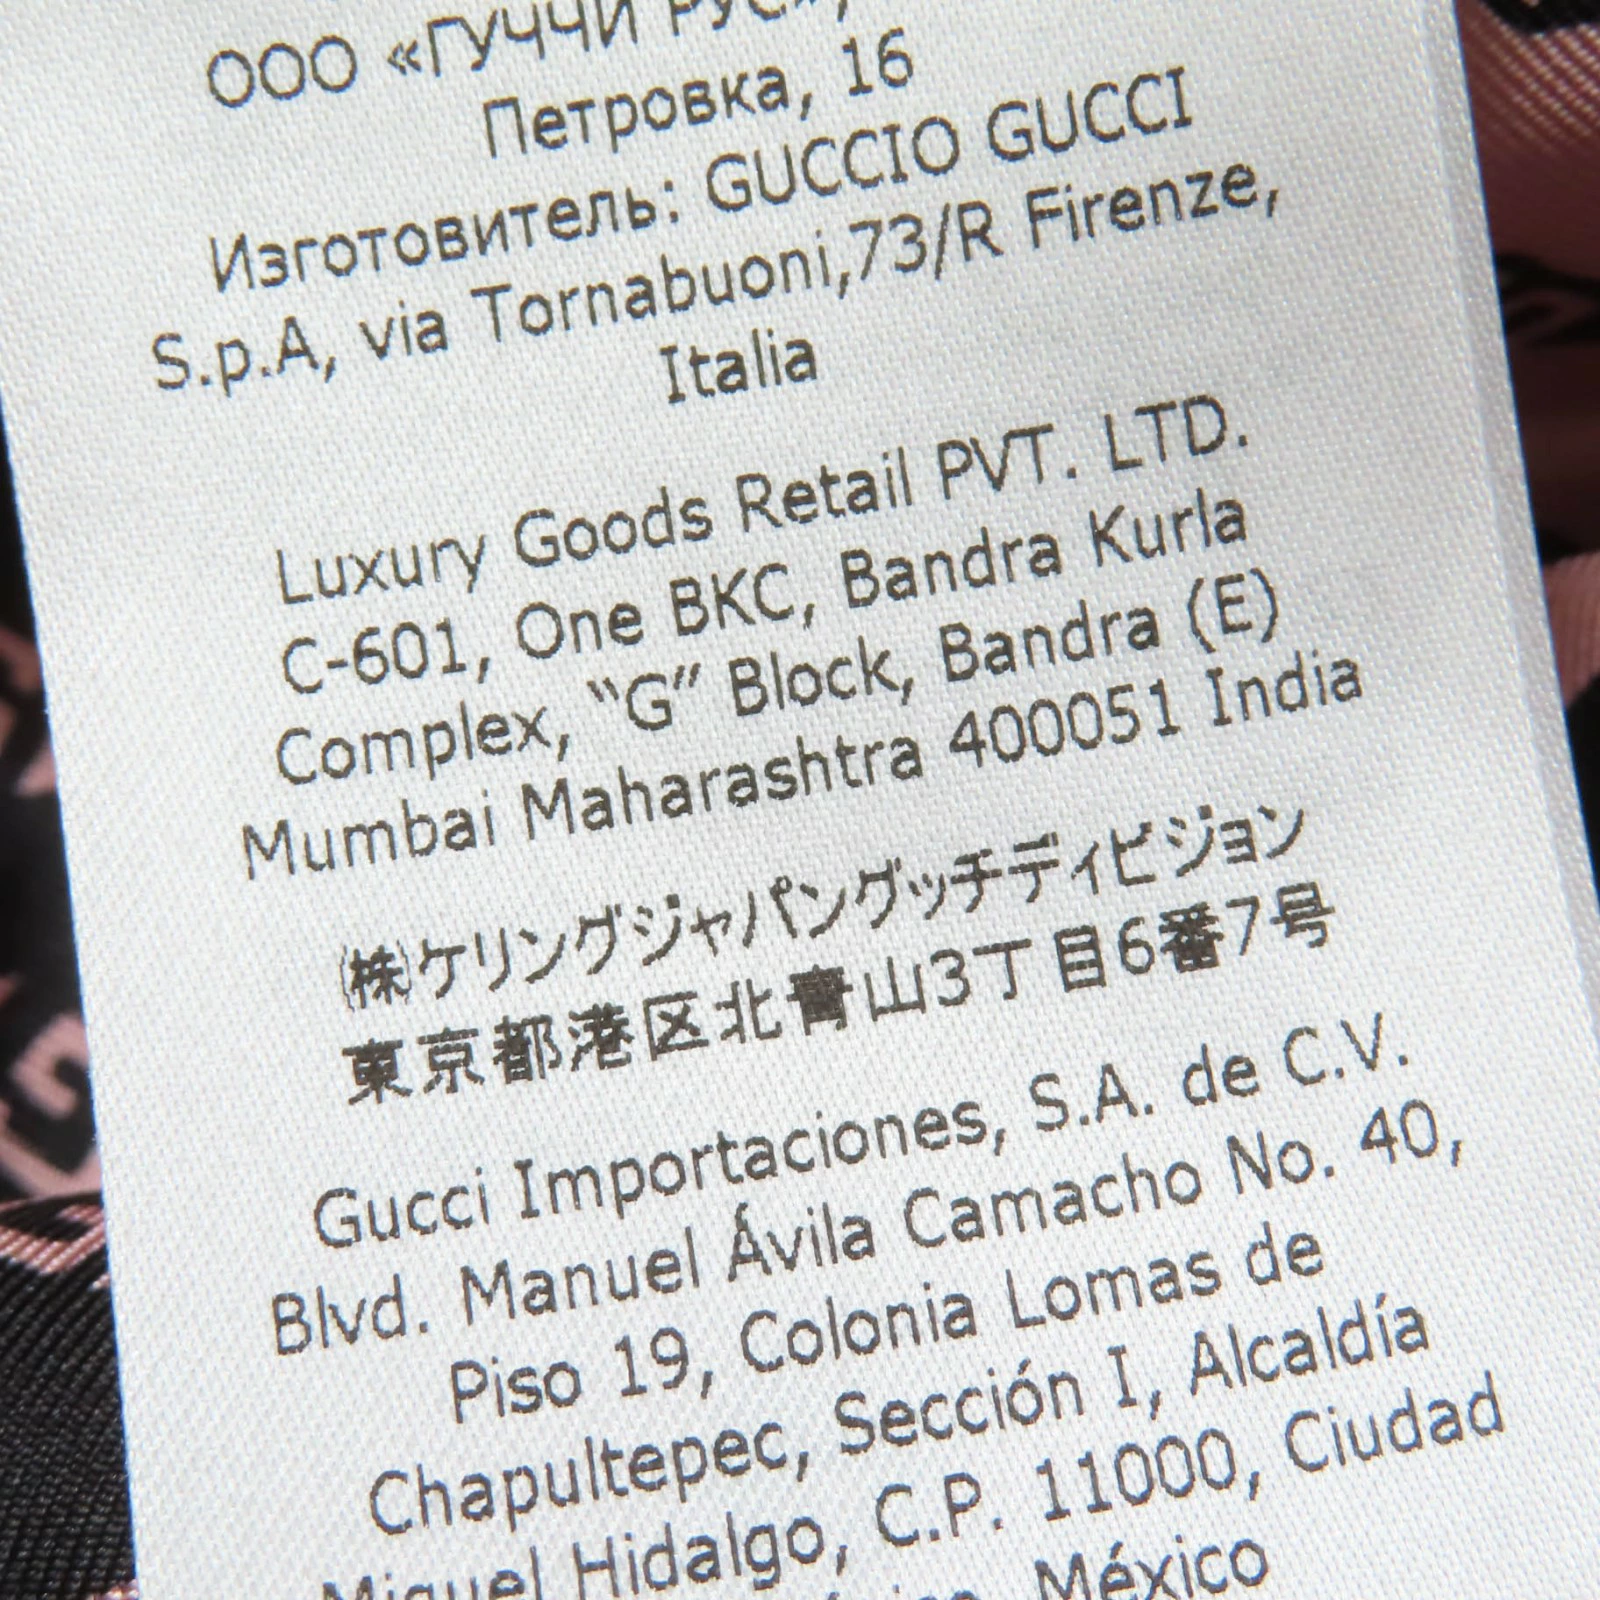 ООО «ГУЧЧИ РУС»,
Петровка, 16
Изготовитель: GUCCIO GUCCI
S.p.A, via Tornabuoni,73/R Firenze,
Italia
Luxury Goods Retail PVT. LTD.
C-601, One BKC, Bandra Kurla
Complex, “G” Block, Bandra (E)
Mumbai Maharashtra 400051 India
㈱ケリングジャパングッチディビジョン
東京都港区北青山3丁目6番7号
Gucci Importaciones, S.A. de C.V.
Blvd. Manuel Ávila Camacho No. 40,
Piso 19, Colonia Lomas de
Chapultepec, Sección I, Alcaldía
Miguel Hidalgo, C.P. 11000, Ciudad
México